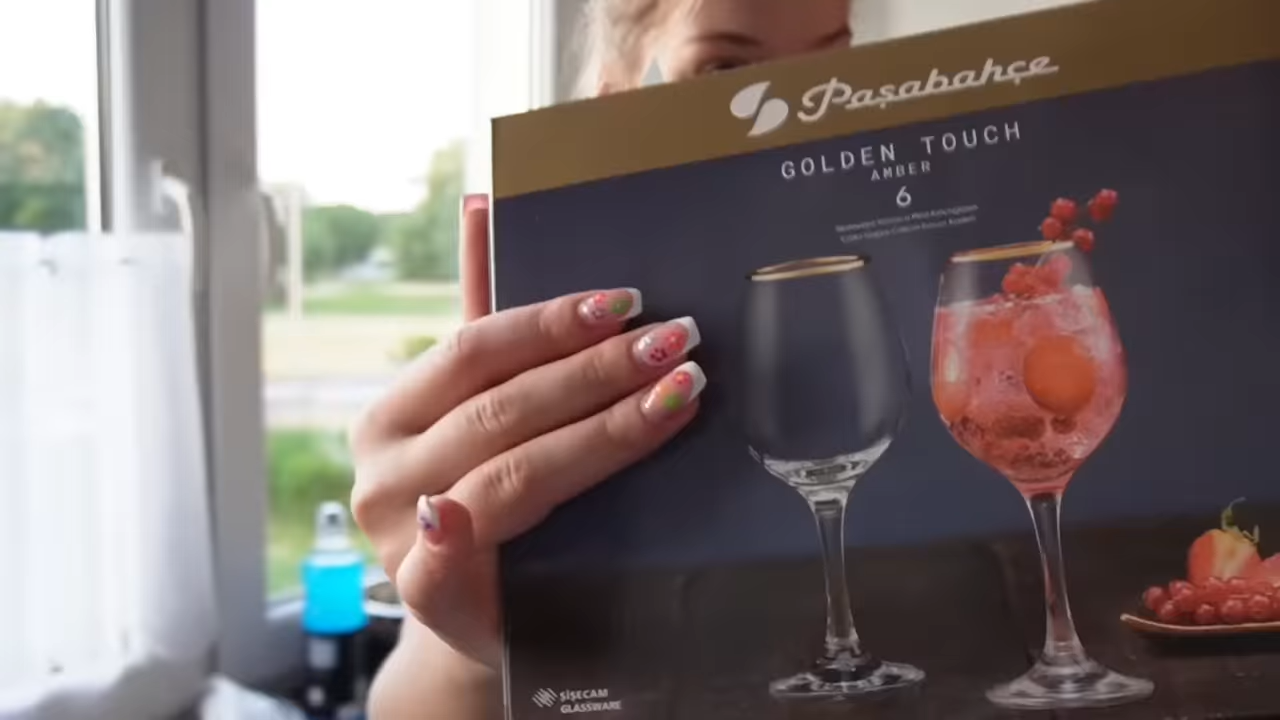 Paşabahçe
GOLDEN TOUCH
AMBER
6
ŞİŞECAM
GLASSWARE